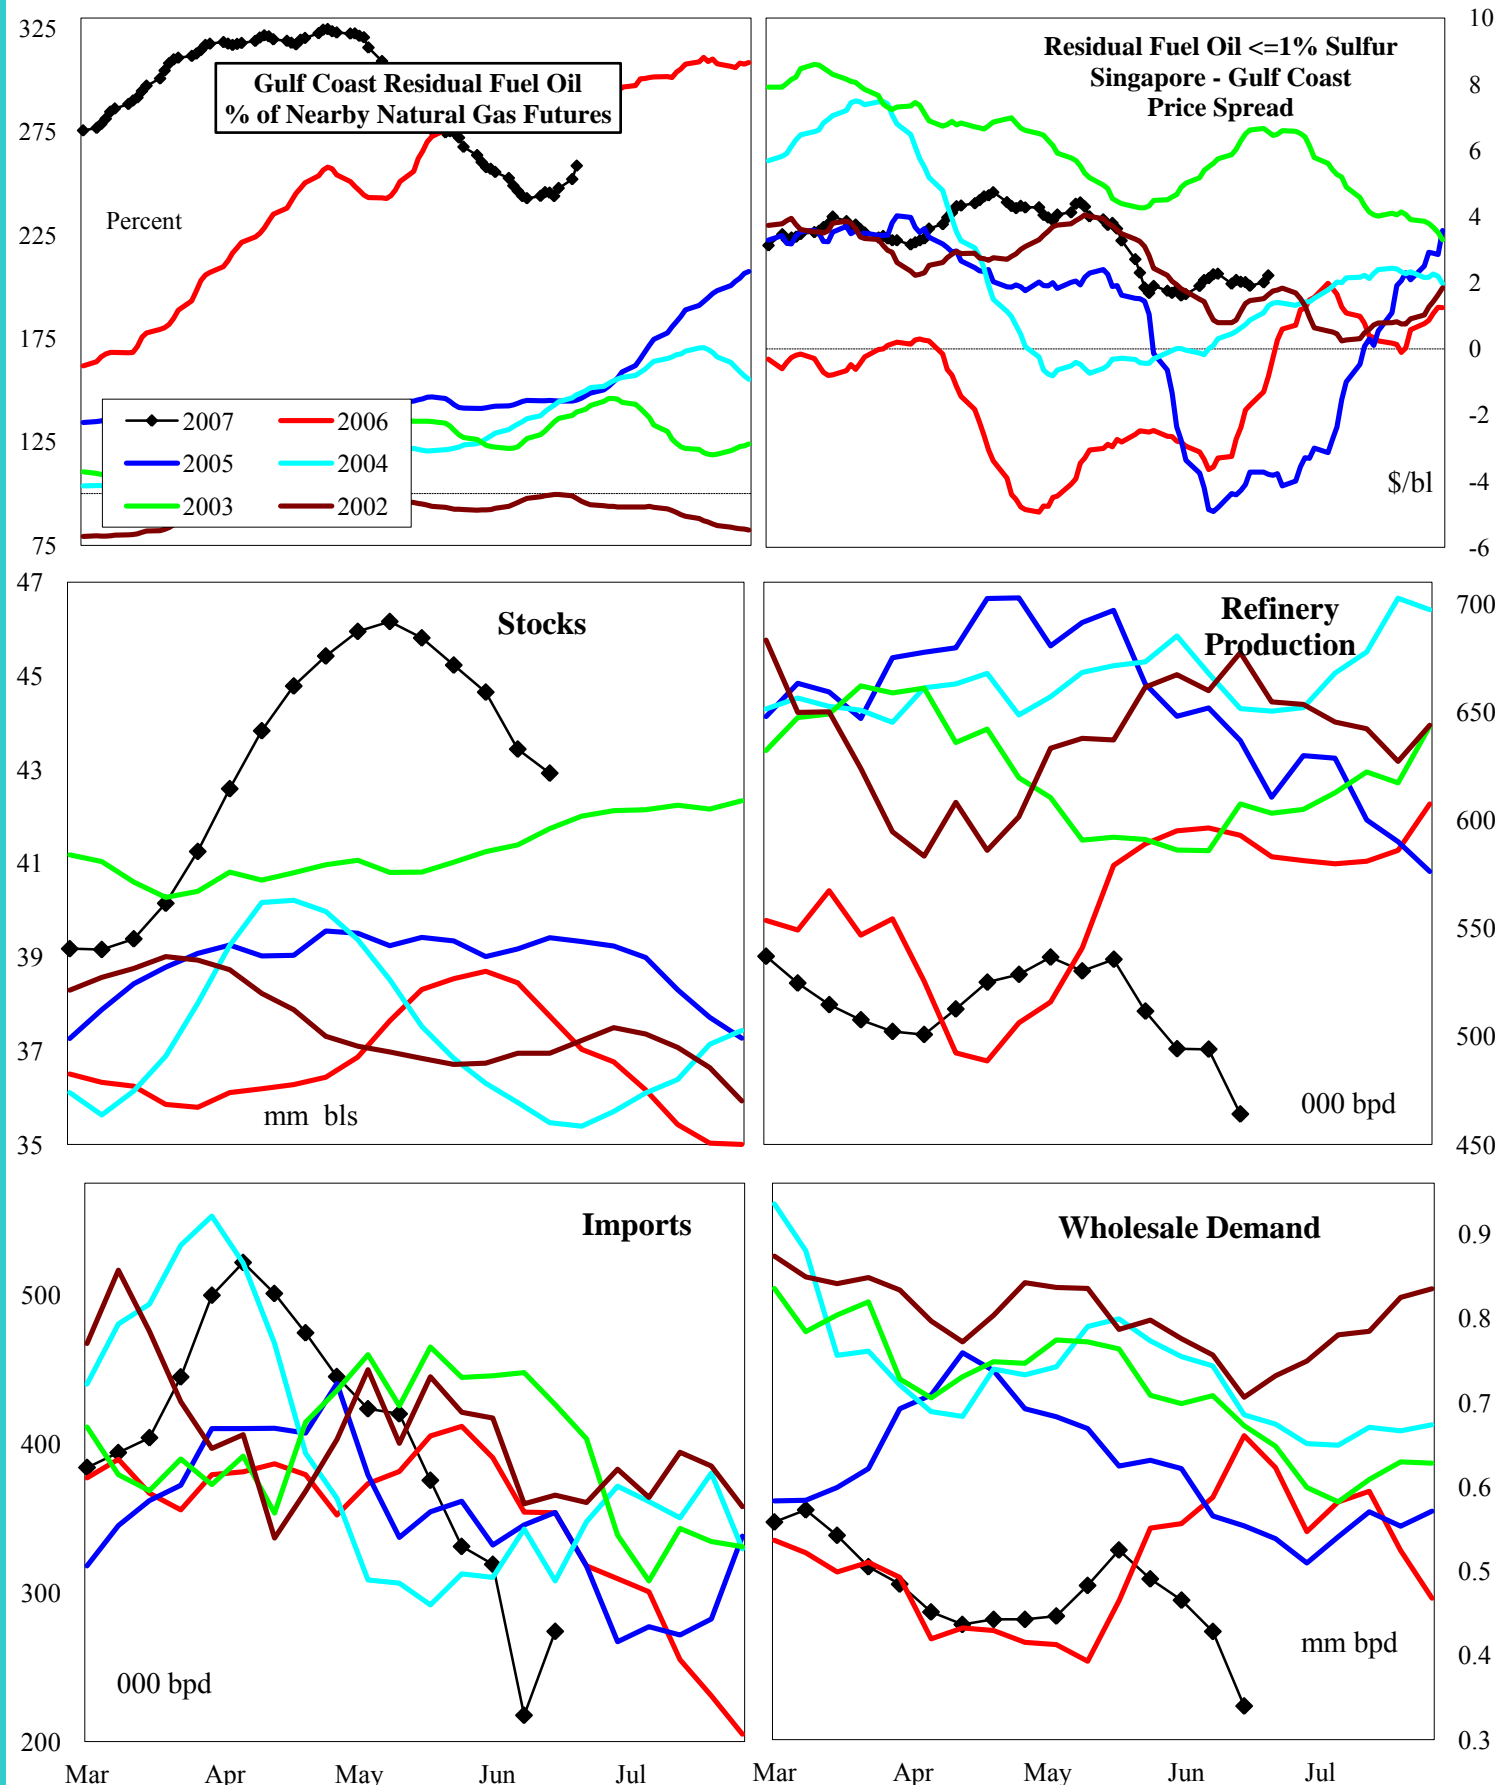 325
275
225
175
125
75
Gulf Coast Residual Fuel Oil
% of Nearby Natural Gas Futures
Percent
2007
2006
2005
2004
2003
2002
Residual Fuel Oil <=1% Sulfur
Singapore - Gulf Coast
Price Spread
$/bl
10
8
6
4
2
0
-2
-4
-6
47
45
43
41
39
37
35
Stocks
mm bls
Refinery
Production
000 bpd
700
650
600
550
500
450
500
400
300
200
Imports
000 bpd
Mar Apr May Jun Jul
Wholesale Demand
mm bpd
0.9
0.8
0.7
0.6
0.5
0.4
0.3
Mar Apr May Jun Jul